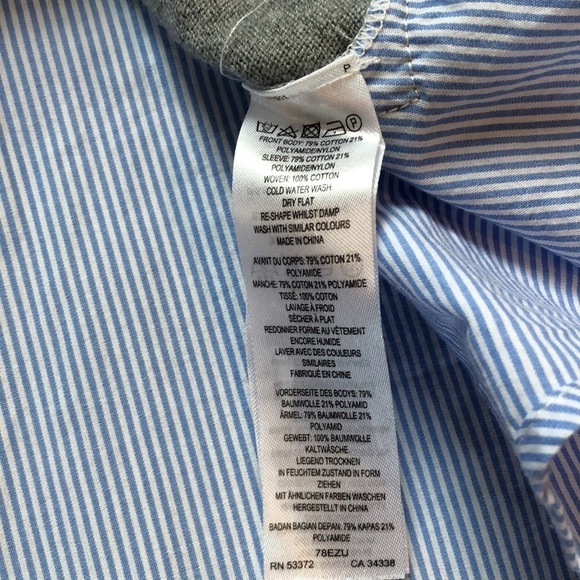 P
P
FRONT BODY: 79% COTTON 21%
POLYAMIDE/NYLON
SLEEVE: 79% COTTON 21%
POLYAMIDE/NYLON
WOVEN: 100% COTTON
COLD WATER WASH
DRY FLAT
RE-SHAPE WHILST DAMP
WASH WITH SIMILAR COLOURS
MADE IN CHINA
AVANT DU CORPS: 79% COTON 21%
POLYAMIDE
MANCHE: 79% COTON 21% POLYAMIDE
TISSÉ: 100% COTON
LAVAGE À FROID
SÉCHER À PLAT
REDONNER FORME AU VÊTEMENT
ENCORE HUMIDE
LAVER AVEC DES COULEURS
SIMILAIRES
FABRIQUÉ EN CHINE
VORDERSEITE DES BODYS: 79%
BAUMWOLLE 21% POLYAMID
ÄRMEL: 79% BAUMWOLLE 21%
POLYAMID
GEWEBT: 100% BAUMWOLLE
KALTWÄSCHE
LIEGEND TROCKNEN
IN FEUCHTEM ZUSTAND IN FORM
ZIEHEN
MIT ÄHNLICHEN FARBEN WASCHEN
HERGESTELLT IN CHINA
BADAN BAGIAN DEPAN: 79% KAPAS 21%
POLYAMIDE
78EZU
RN 53372 CA 34338